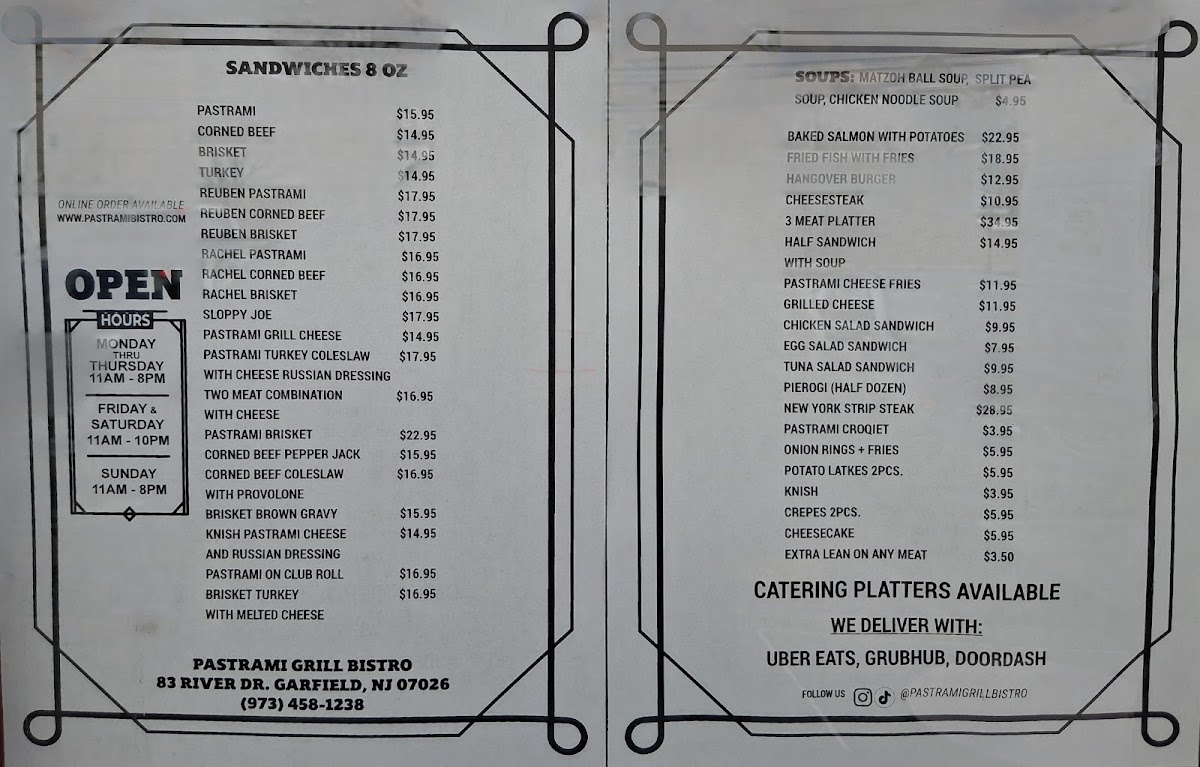 SANDWICHES 8 OZ
PASTRAMI $15.95
CORNED BEEF $14.95
BRISKET $14.95
TURKEY $14.95
REUBEN PASTRAMI $17.95
REUBEN CORNED BEEF $17.95
REUBEN BRISKET $17.95
RACHEL PASTRAMI $16.95
RACHEL CORNED BEEF $16.95
RACHEL BRISKET $16.95
SLOPPY JOE $17.95
PASTRAMI GRILL CHEESE $14.95
PASTRAMI TURKEY COLESLAW $17.95
WITH CHEESE RUSSIAN DRESSING
TWO MEAT COMBINATION $16.95
WITH CHEESE
PASTRAMI BRISKET $22.95
CORNED BEEF PEPPER JACK $15.95
CORNED BEEF COLESLAW $16.95
WITH PROVOLONE
BRISKET BROWN GRAVY $15.95
KNISH PASTRAMI CHEESE $14.95
AND RUSSIAN DRESSING
PASTRAMI ON CLUB ROLL $16.95
BRISKET TURKEY $16.95
WITH MELTED CHEESE
ONLINE ORDER AVAILABLE
WWW.PASTRAMIBISTRO.COM
OPEN
HOURS
MONDAY
THRU
THURSDAY
11AM - 8PM
FRIDAY &
SATURDAY
11AM - 10PM
SUNDAY
11AM - 8PM
PASTRAMI GRILL BISTRO
83 RIVER DR. GARFIELD, NJ 07026
(973) 458-1238
SOUPS: MATZOH BALL SOUP, SPLIT PEA
SOUP, CHICKEN NOODLE SOUP $4.95
BAKED SALMON WITH POTATOES $22.95
FRIED FISH WITH FRIES $18.95
HANGOVER BURGER $12.95
CHEESESTEAK $10.95
3 MEAT PLATTER $34.95
HALF SANDWICH $14.95
WITH SOUP
PASTRAMI CHEESE FRIES $11.95
GRILLED CHEESE $11.95
CHICKEN SALAD SANDWICH $9.95
EGG SALAD SANDWICH $7.95
TUNA SALAD SANDWICH $9.95
PIEROGI (HALF DOZEN) $8.95
NEW YORK STRIP STEAK $28.95
PASTRAMI CROQIET $3.95
ONION RINGS + FRIES $5.95
POTATO LATKES 2PCS. $5.95
KNISH $3.95
CREPES 2PCS. $5.95
CHEESECAKE $5.95
EXTRA LEAN ON ANY MEAT $3.50
CATERING PLATTERS AVAILABLE
WE DELIVER WITH:
UBER EATS, GRUBHUB, DOORDASH
FOLLOW US @PASTRAMIGRILLBISTRO